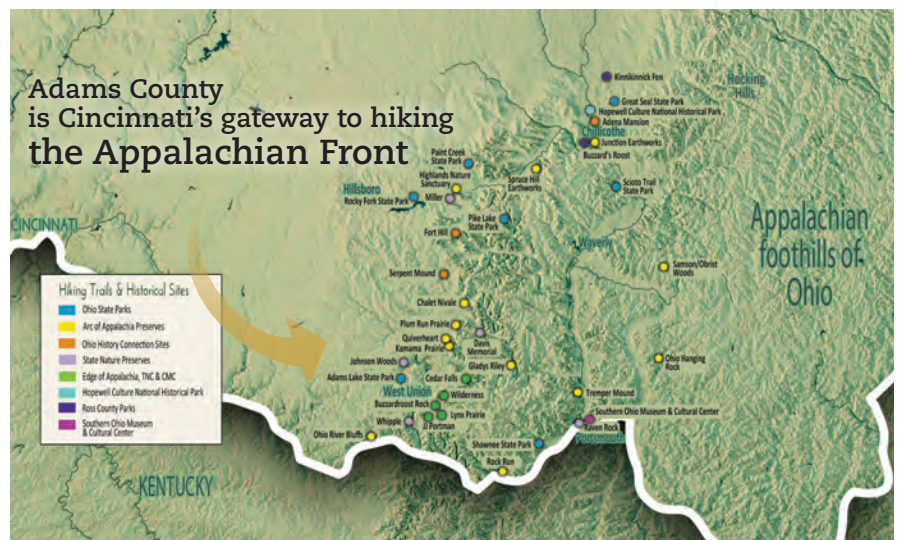 Adams County
is Cincinnati's gateway to hiking
the Appalachian Front
Kinnikinnick Fen
Hocking
Hills
Great Seal State Park
Hopewell Culture National Historical Park
Adena Mansion
Chillicothe
Junction Earthworks
Buzzard's Roost
Paint Creek
State Park
Highlands Nature
Sanctuary
Spruce Hill
Earthworks
Scioto Trail
State Park
Hillsboro
Rocky Fork State Park
Miller
Pike Lake
State Park
Appalachian
foothills of
Ohio
CINCINNATI
Fort Hill
Waverly
Samson/Obrist
Woods
Serpent Mound
Hiking Trails & Historical Sites
Ohio State Parks
Arc of Appalachia Preserves
Ohio History Connection Sites
State Nature Preserves
Edge of Appalachia, TNC & CMC
Hopewell Culture National Historical Park
Ross County Parks
Southern Ohio Museum
& Cultural Center
Chalet Nivale
Plum Run Prairie
Quiverheart
Kamama Prairie
Davis
Memorial
Johnson Woods
Gladys Riley
Ohio Hanging
Rock
Adams Lake State Park
Cedar Falls
West Union
Wilderness
Tremper Mound
Buzzardroost Rock
Lynx Prairie
Southern Ohio Museum & Cultural Center
Whipple
JJ Portman
Raven Rock
PORTSMOUTH
Ohio River Bluffs
Shawnee State Park
Rock Run
KENTUCKY